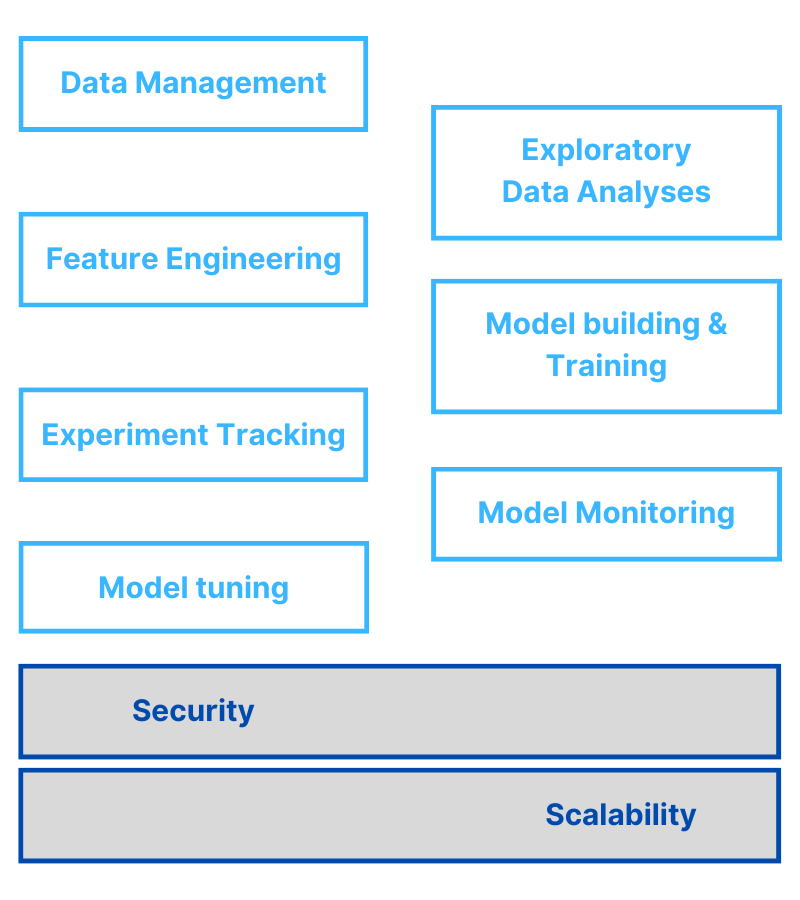 Data Management
Exploratory
Data Analyses
Feature Engineering
Model building &
Training
Experiment Tracking
Model Monitoring
Model tuning
Security
Scalability